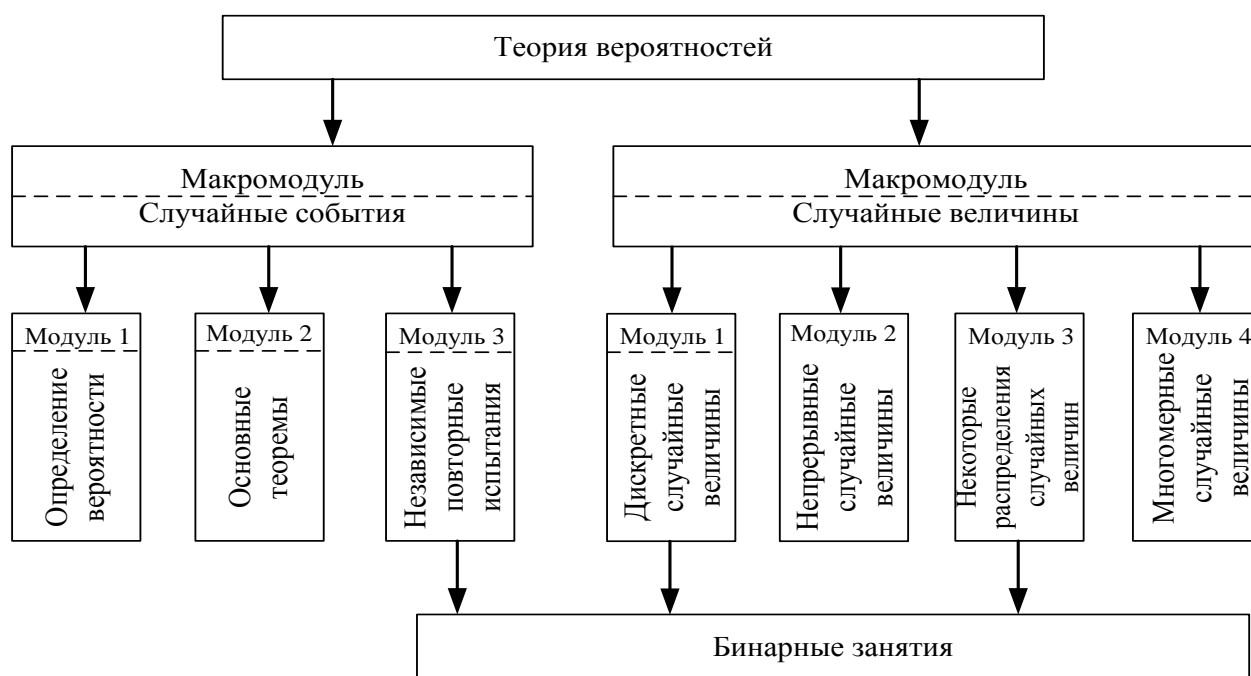 Теория вероятностей
Макромодуль
Случайные события
Макромодуль
Случайные величины
Модуль 1
Определение
вероятности
Модуль 2
Основные
теоремы
Модуль 3
Независимые
повторные
испытания
Модуль 1
Дискретные
случайные
величины
Модуль 2
Непрерывные
случайные
величины
Модуль 3
Некоторые
распределения
случайных
величин
Модуль 4
Многомерные
случайные
величины
Бинарные занятия